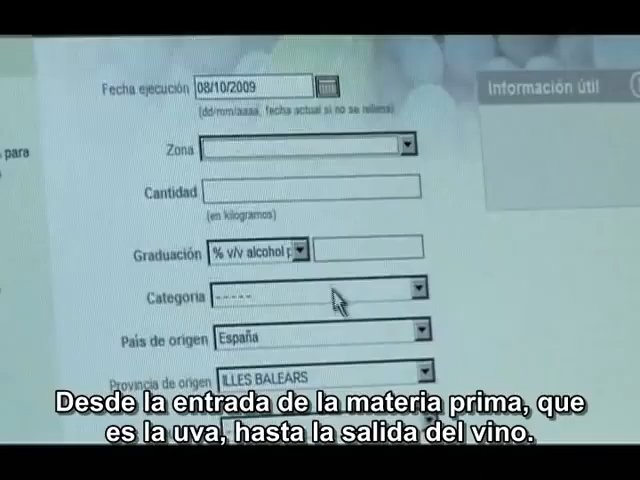 Fecha ejecución 08/10/2009
(dd/mm/aaaa, fecha actual si no se rellena)
Información útil
para
Zona
Cantidad
(en kilogramos)
Graduación % v/v alcohol p
Categoria - - - - -
Pais de origen España
Provincia de origen ILLES BALEARS
Desde la entrada de la materia prima, que
es la uva, hasta la salida del vino.